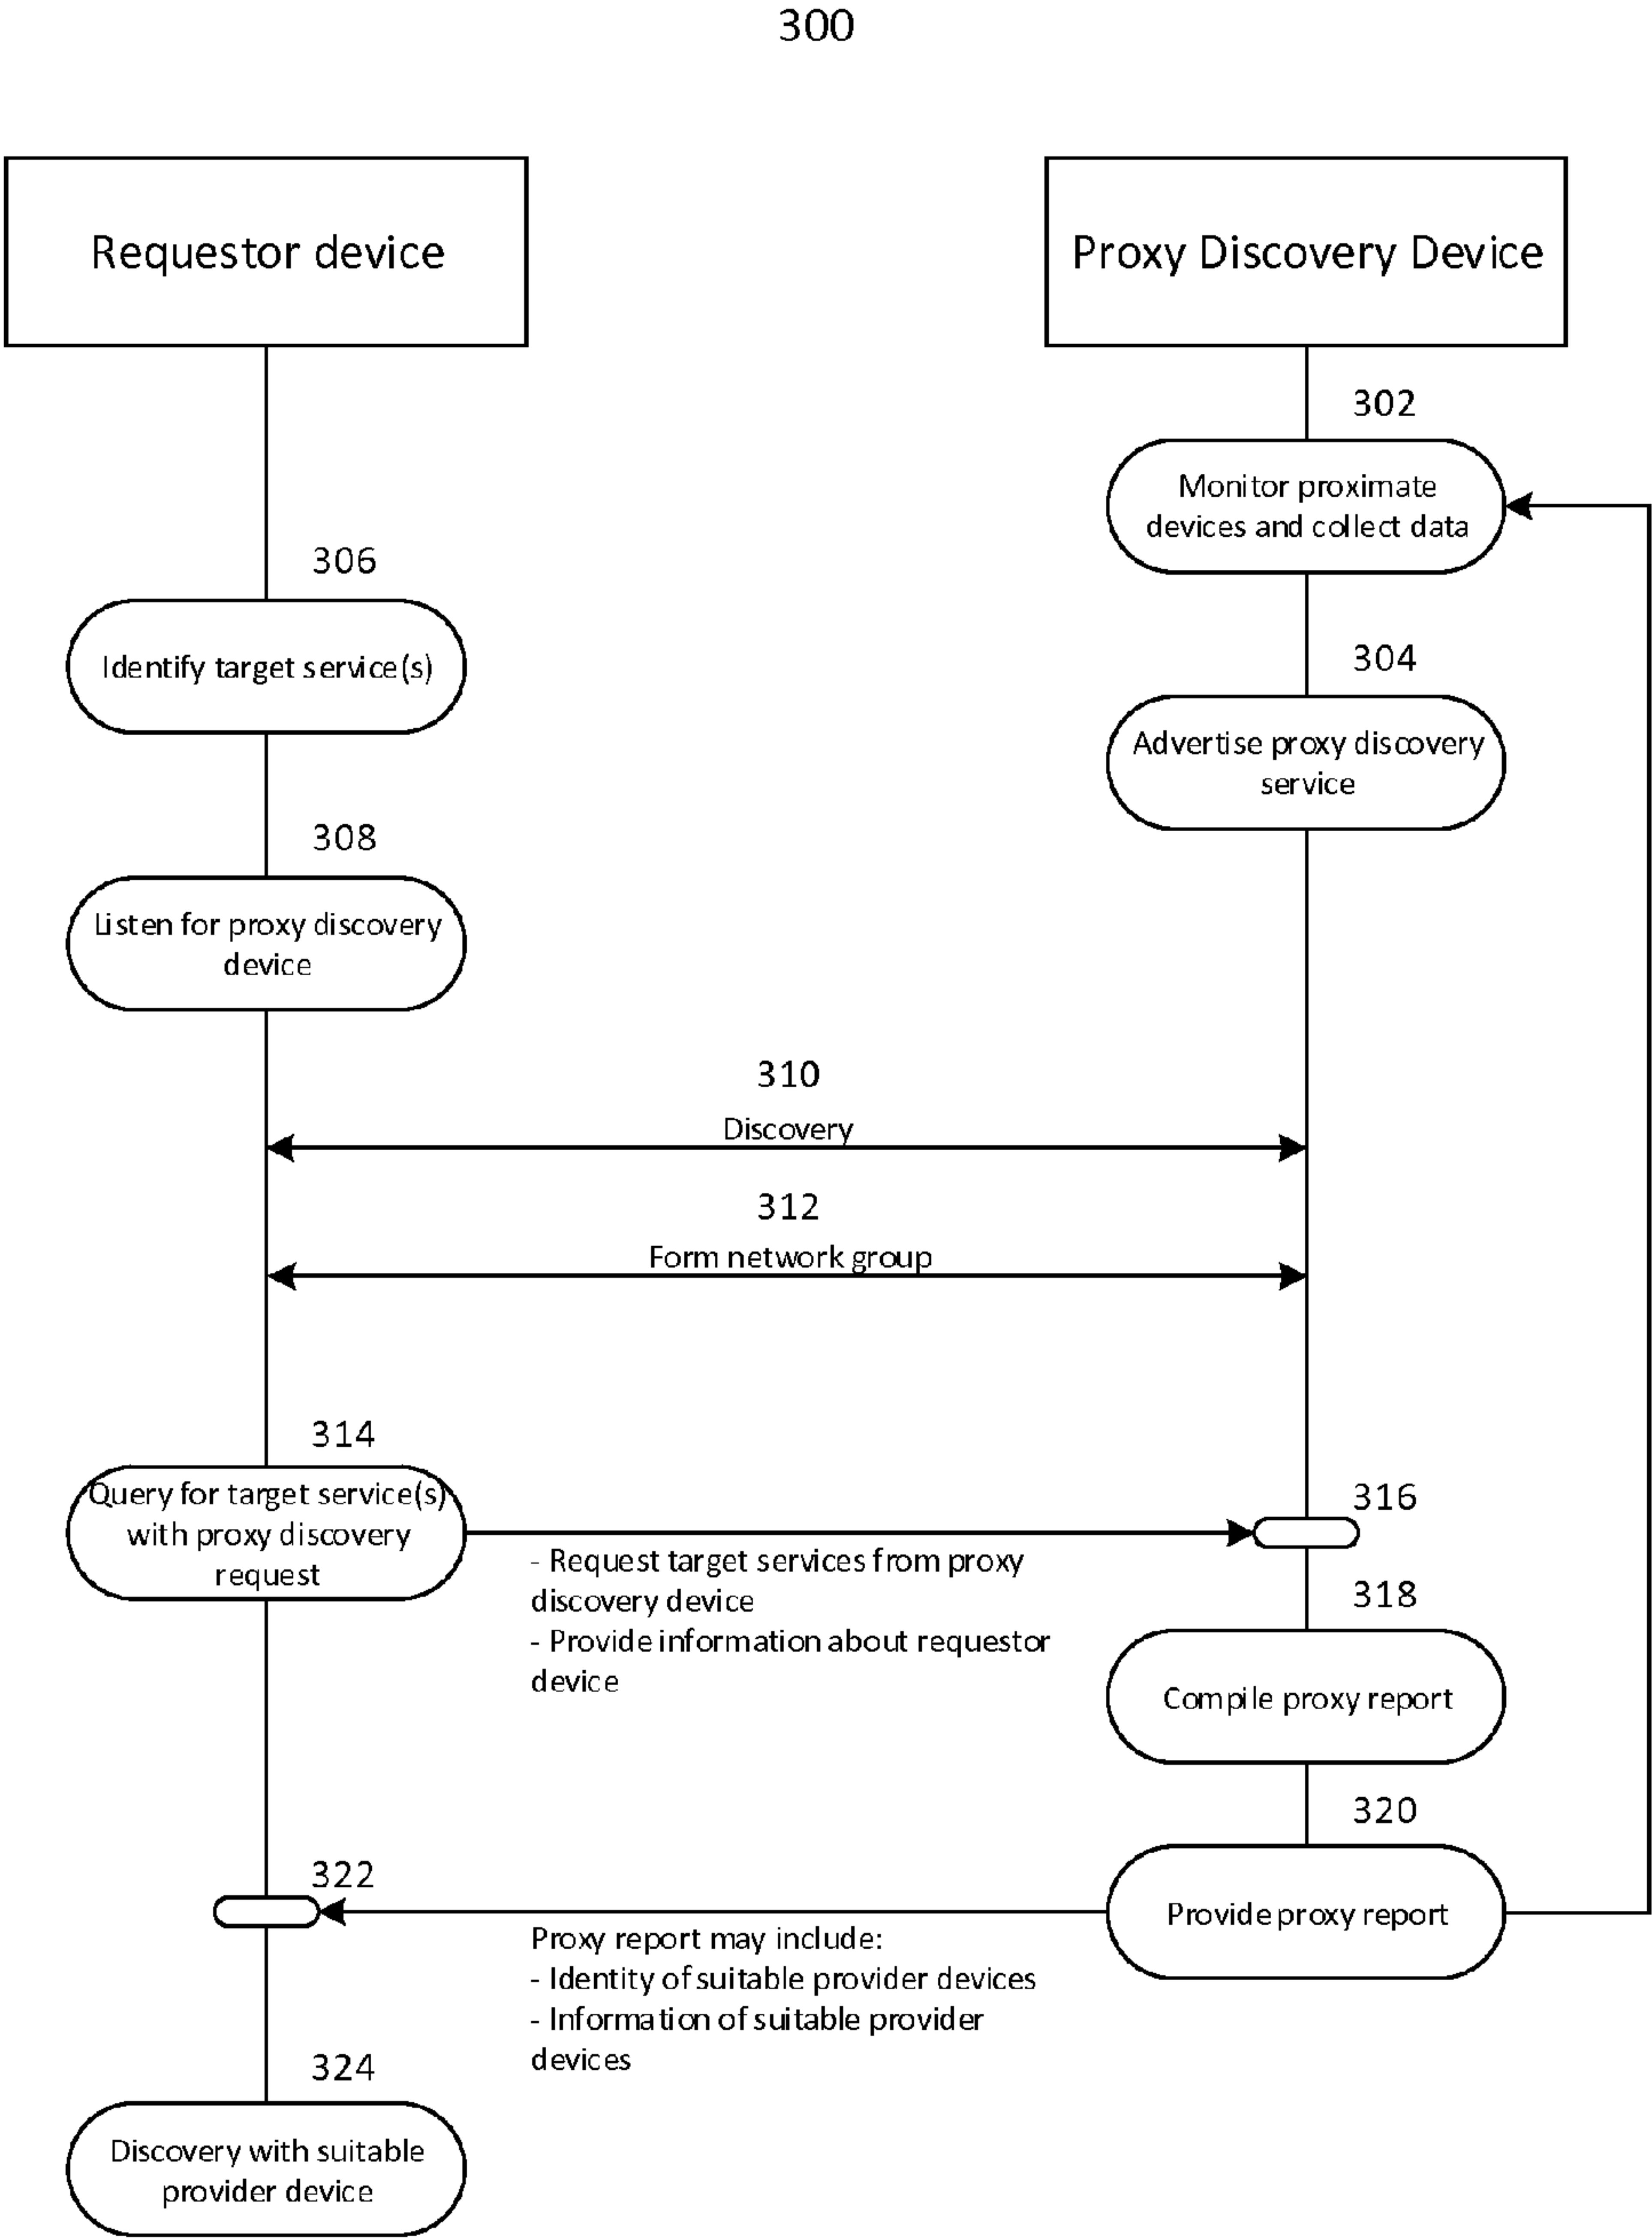 300
Requestor device
Proxy Discovery Device
302
Monitor proximate
devices and collect data
306
Identify target service(s)
304
Advertise proxy discovery
service
308
Listen for proxy discovery
device
310
Discovery
312
Form network group
314
Query for target service(s)
with proxy discovery
request
316
- Request target services from proxy
discovery device
- Provide information about requestor
device
318
Compile proxy report
320
Provide proxy report
322
Proxy report may include:
- Identity of suitable provider devices
- Information of suitable provider
devices
324
Discovery with suitable
provider device